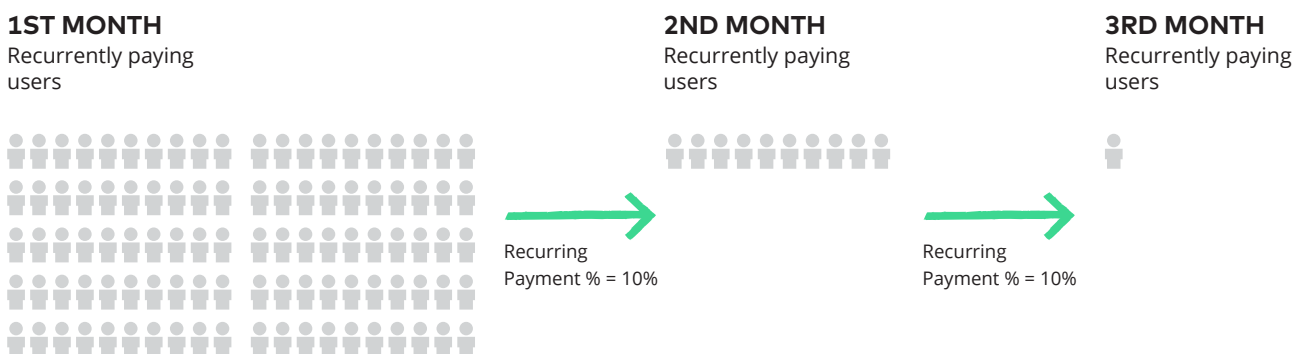 1ST MONTH
Recurrently paying
users
2ND MONTH
Recurrently paying
users
3RD MONTH
Recurrently paying
users
Recurring
Payment % = 10%
Recurring
Payment % = 10%